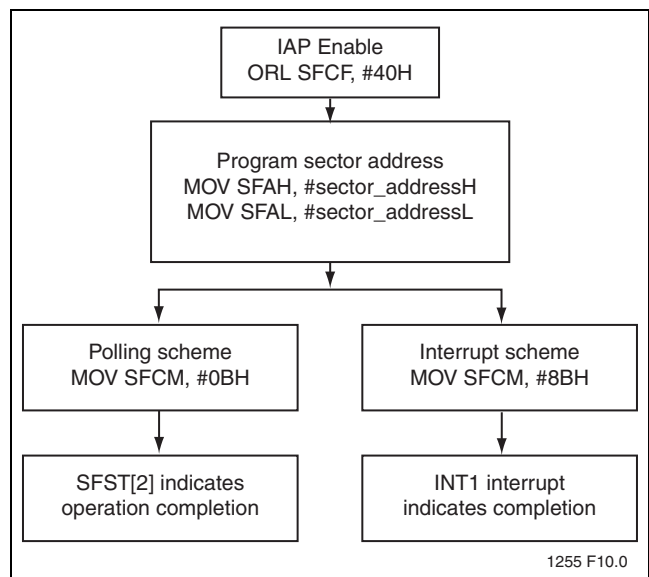 IAP Enable
ORL SFCF, #40H
Program sector address
MOV SFAH, #sector_addressH
MOV SFAL, #sector_addressL
Polling scheme
MOV SFCM, #0BH
Interrupt scheme
MOV SFCM, #8BH
SFST[2] indicates
operation completion
INT1 interrupt
indicates completion
1255 F10.0